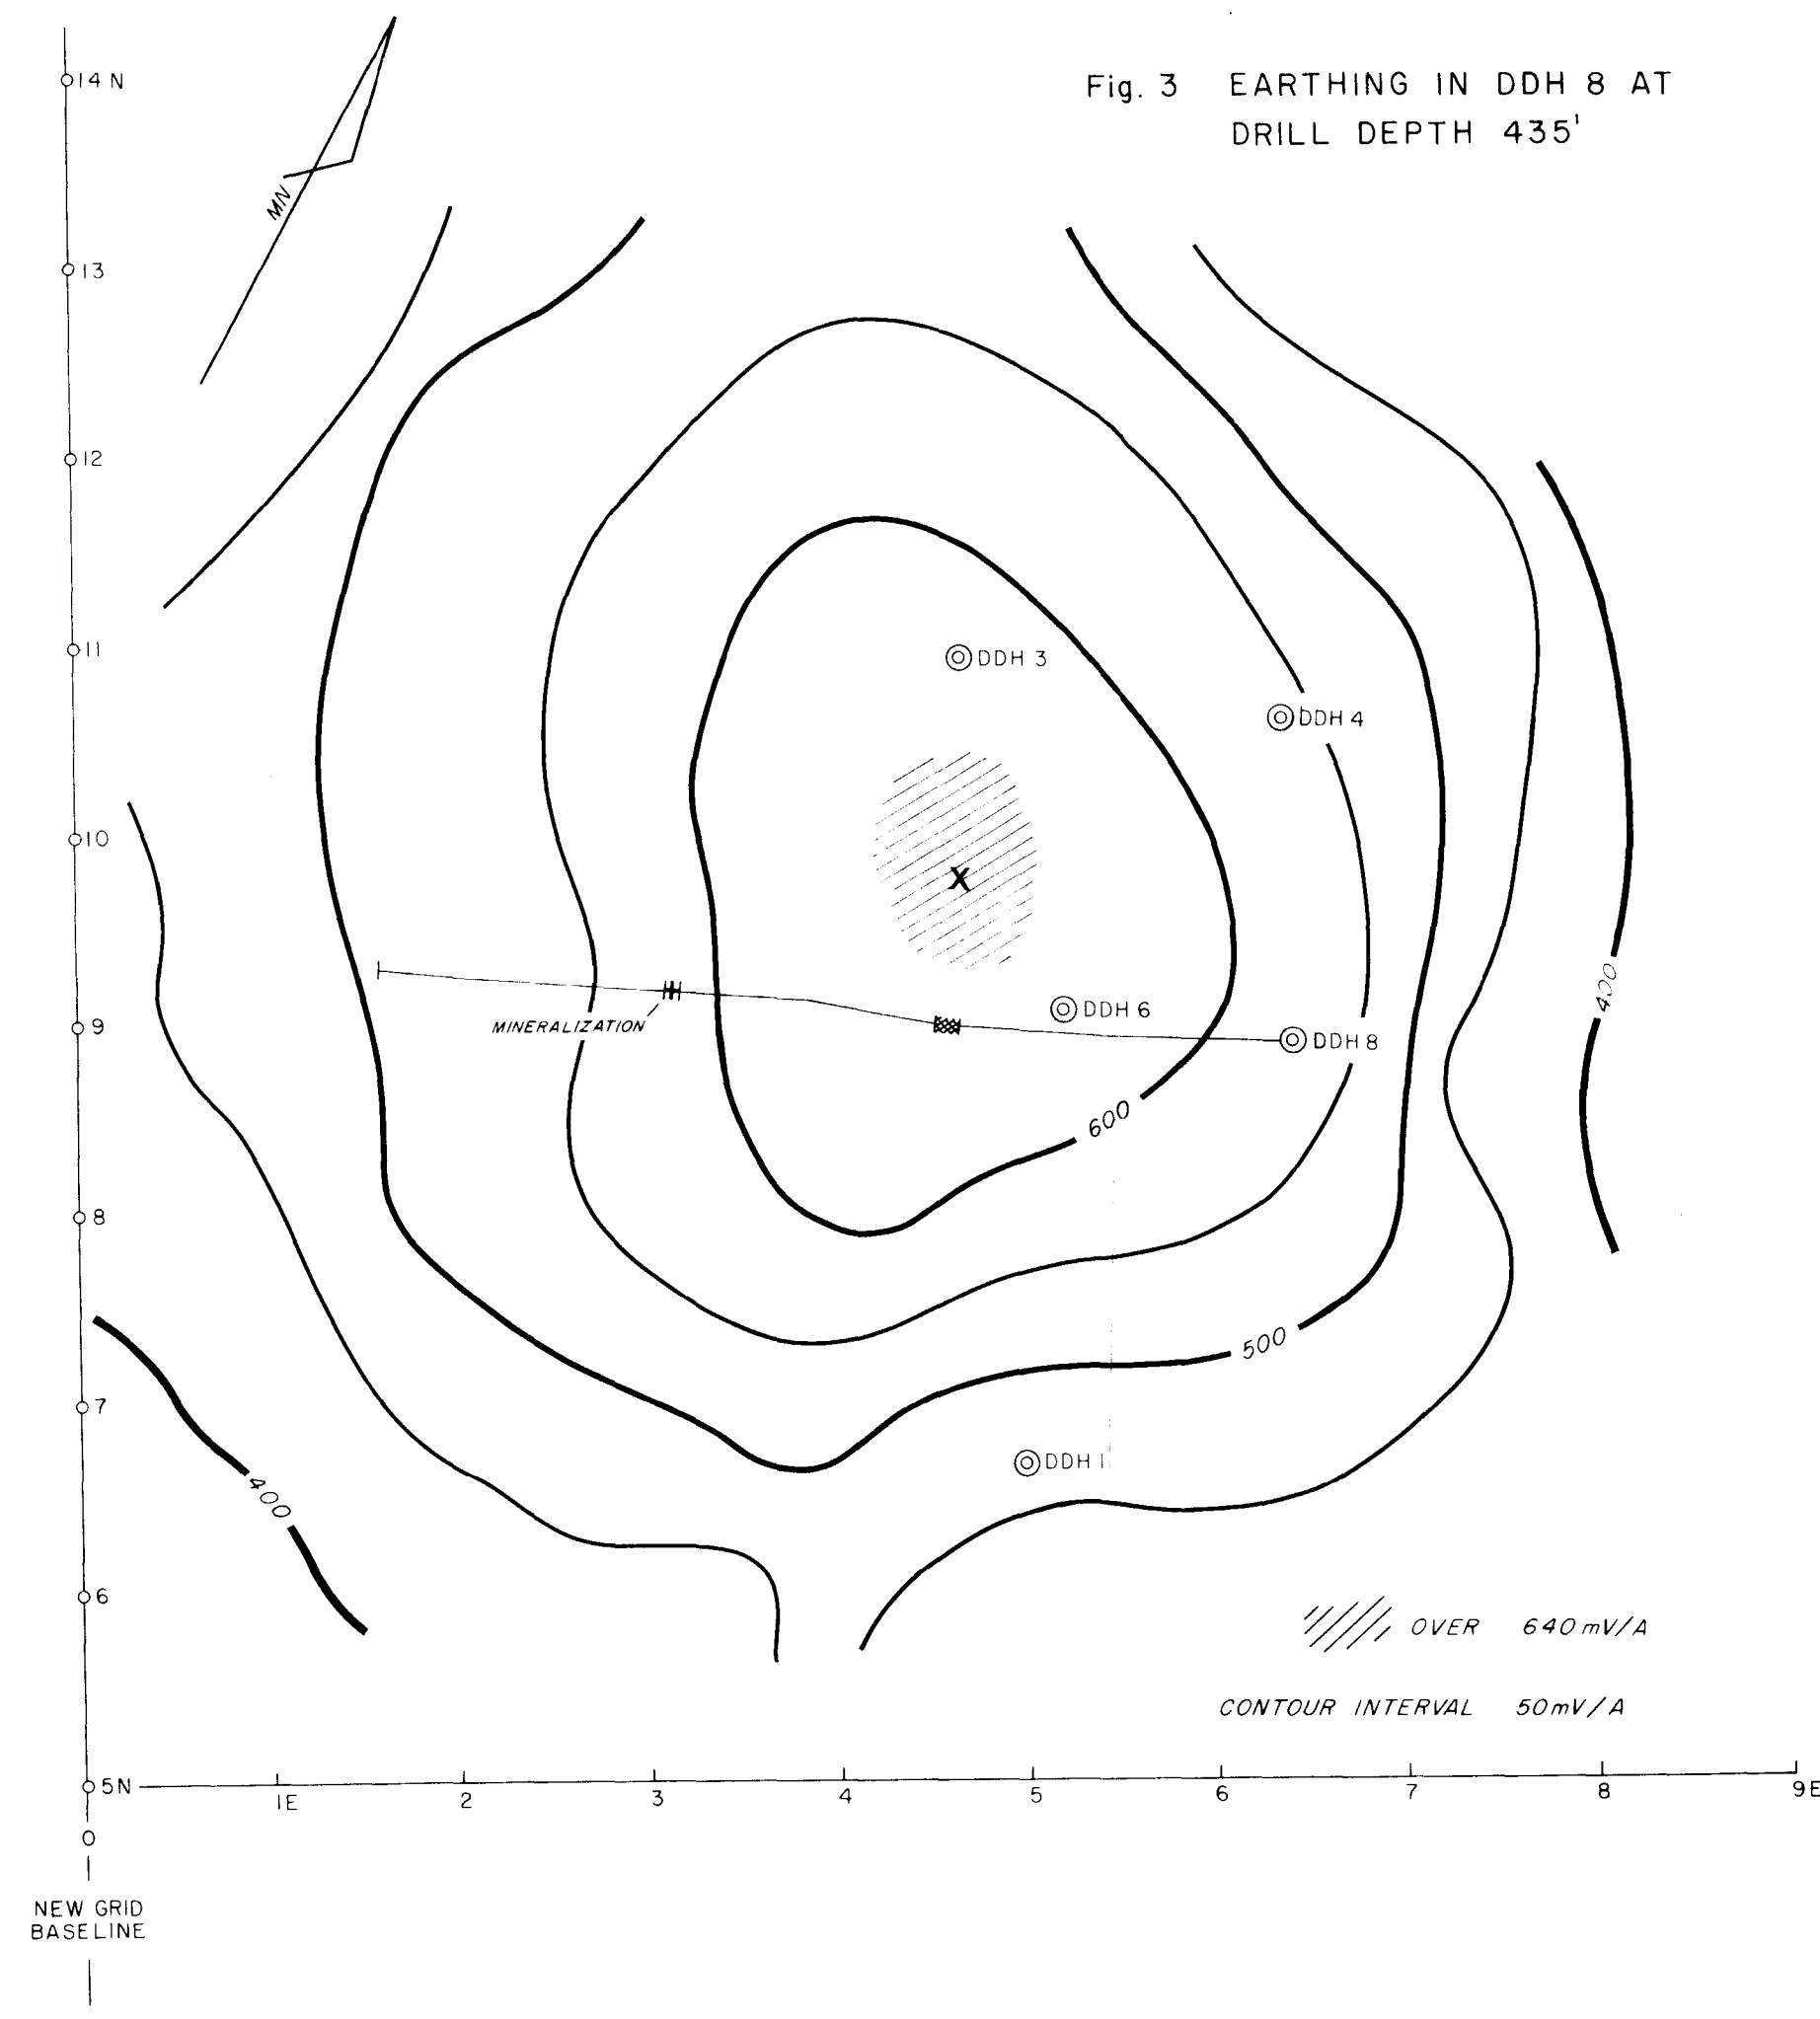 Fig. 3 EARTHING IN DDH 8 AT
DRILL DEPTH 435'
14 N
MN
13
12
11
DDH 3
DDH 4
10
X
9
MINERALIZATION
DDH 6
DDH 8
400
600
8
500
7
DDH 1
400
6
OVER 640 mV/A
CONTOUR INTERVAL 50mV/A
5N
1E 2 3 4 5 6 7 8 9E
0
NEW GRID
BASELINE